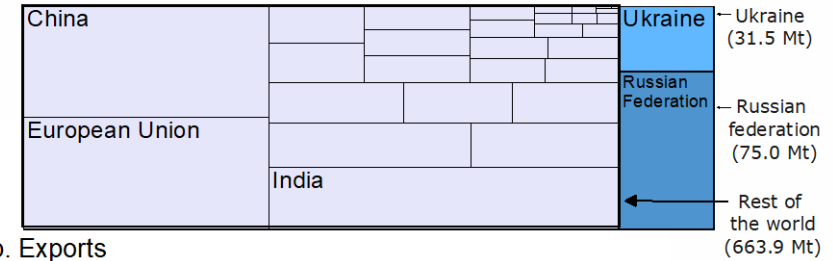 China
European Union
India
Ukraine
Russian
Federation
Ukraine
(31.5 Mt)
Russian
federation
(75.0 Mt)
Rest of
the world
(663.9 Mt)
. Exports